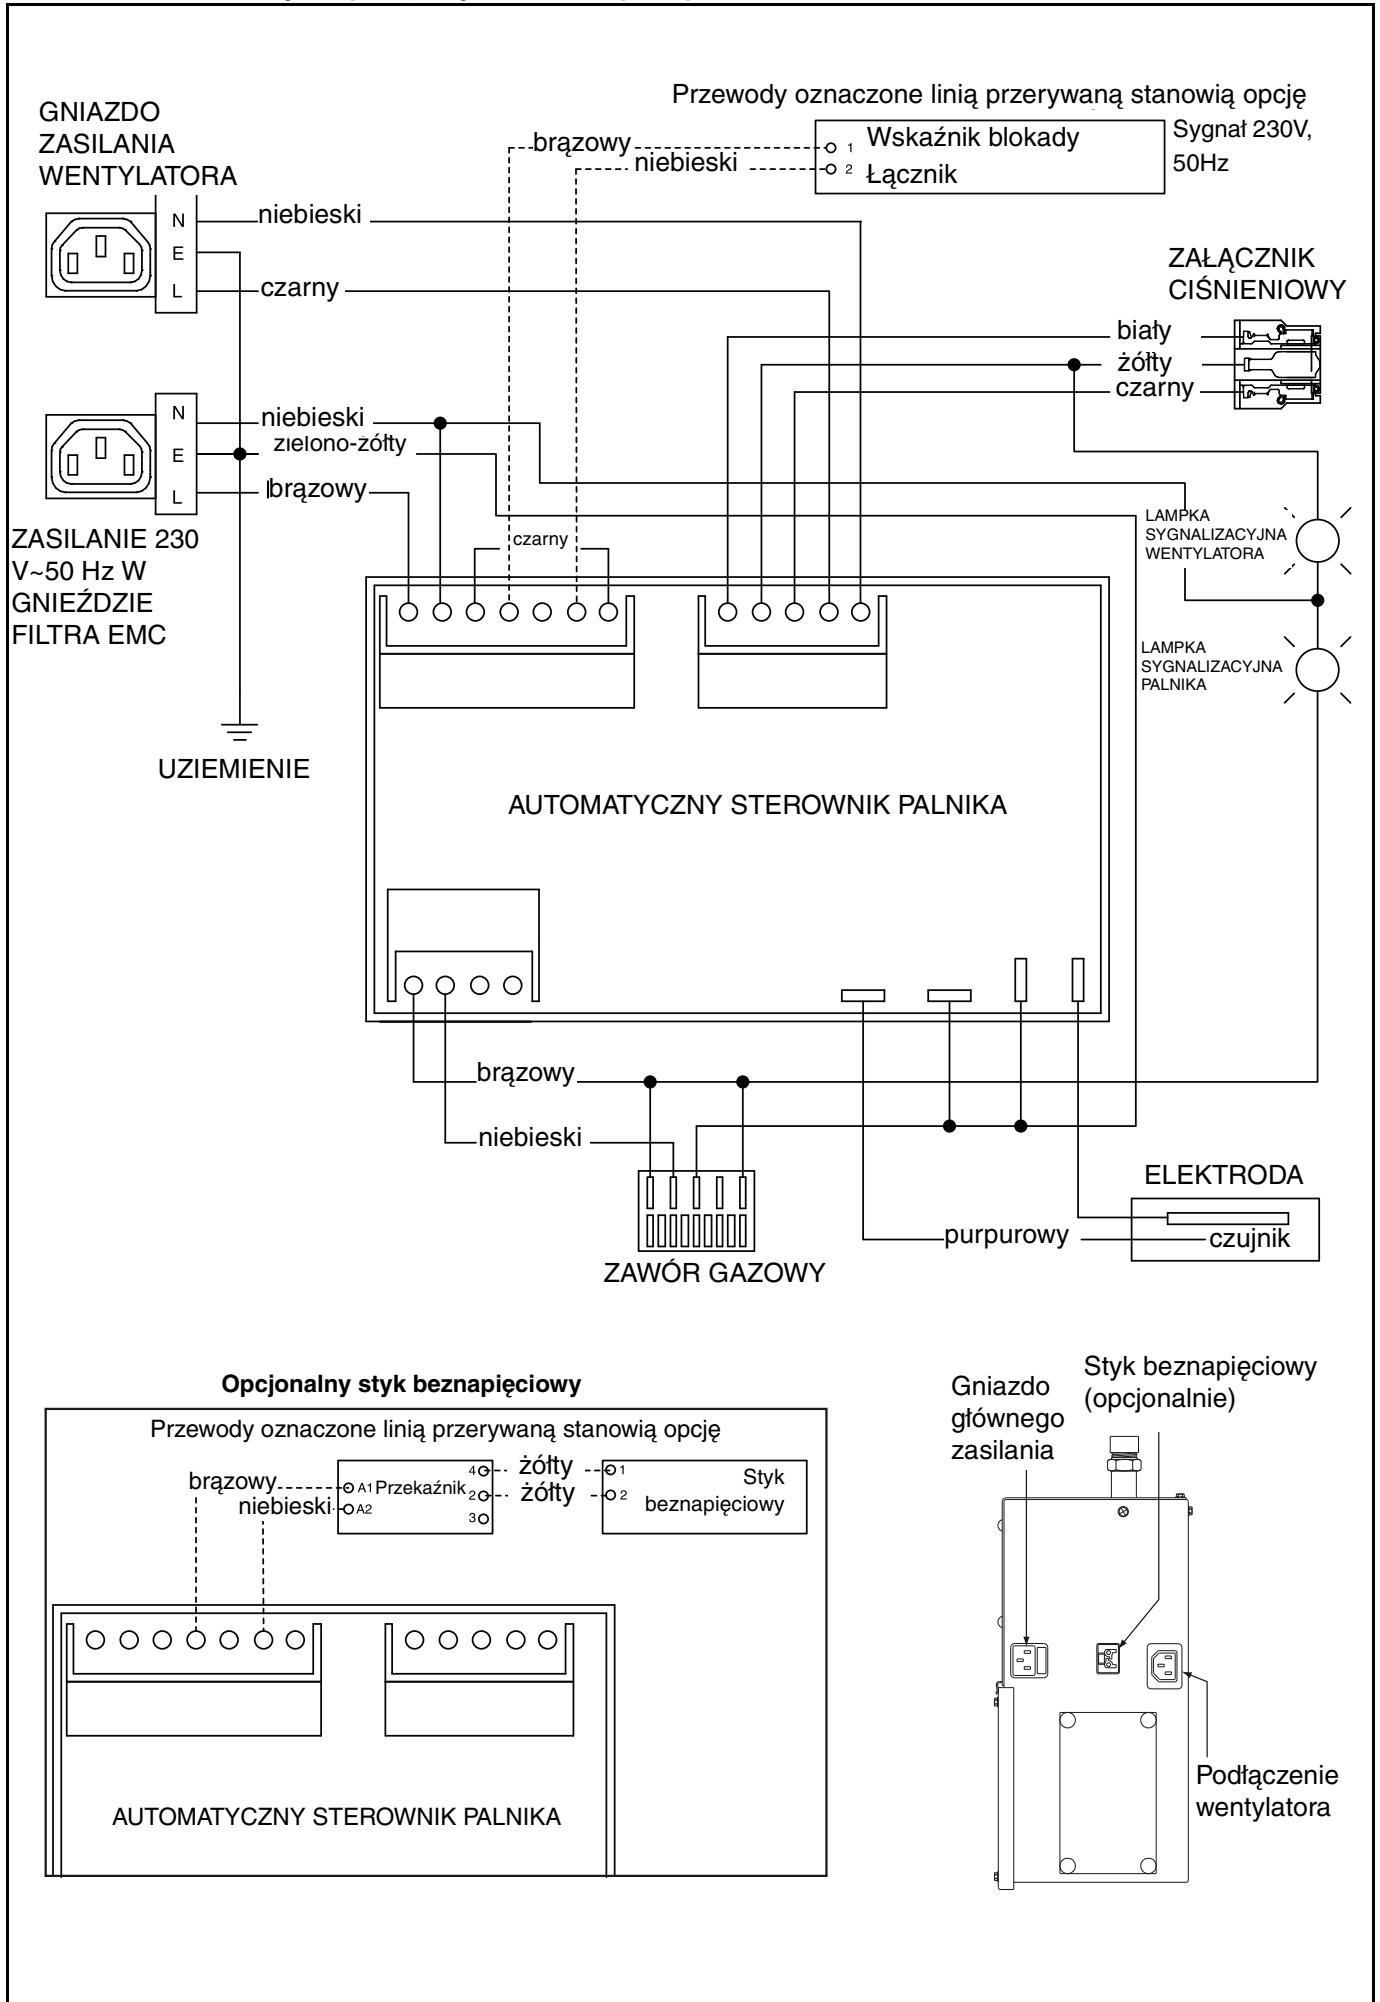 Przewody oznaczone linią przerywaną stanowią opcję
GNIAZDO
ZASILANIA
WENTYLATORA
brązowy
niebieski
1 Wskaźnik blokady
2 Łącznik
Sygnał 230V,
50Hz
N
E
L
niebieski
czarny
ZAŁĄCZNIK
CIŚNIENIOWY
biały
żółty
czarny
N
E
L
niebieski
zielono-żółty
brązowy
czarny
ZASILANIE 230
V~50 Hz W
GNIEŹDZIE
FILTRA EMC
LAMPKA
SYGNALIZACYJNA
WENTYLATORA
LAMPKA
SYGNALIZACYJNA
PALNIKA
UZIEMIENIE
AUTOMATYCZNY STEROWNIK PALNIKA
brązowy
niebieski
ELEKTRODA
purpurowy
czujnik
ZAWÓR GAZOWY
Opcjonalny styk beznapięciowy
Przewody oznaczone linią przerywaną stanowią opcję
brązowy
niebieski
A1 Przekaźnik
A2
4
2
3
żółty
żółty
1
2
Styk
beznapięciowy
AUTOMATYCZNY STEROWNIK PALNIKA
Gniazdo
głównego
zasilania
Styk beznapięciowy
(opcjonalnie)
Podłączenie
wentylatora